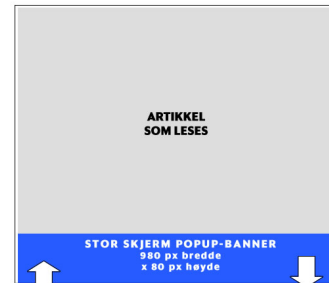 ARTIKKEL
SOM LESES
STOR SKJERM POPUP-BANNER
980 px bredde
x 80 px høyde